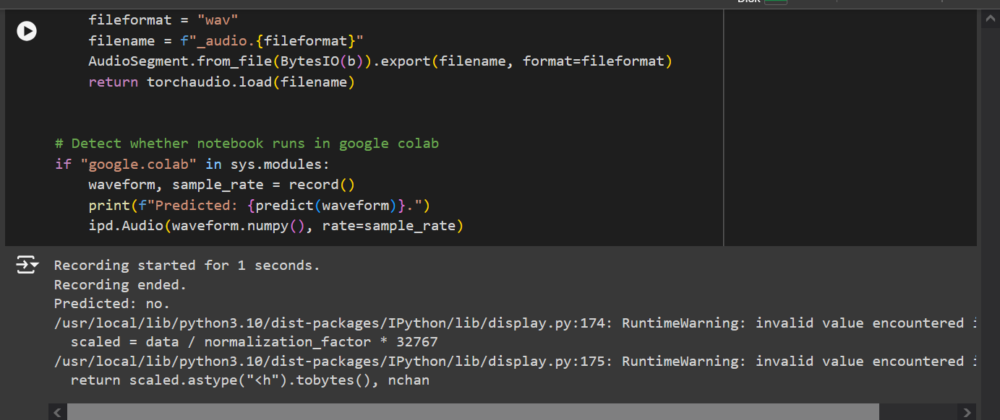 Disk
fileformat = "wav"
filename = f"_audio.{fileformat}"
AudioSegment.from_file(BytesIO(b)).export(filename, format=fileformat)
return torchaudio.load(filename)
# Detect whether notebook runs in google colab
if "google.colab" in sys.modules:
waveform, sample_rate = record()
print(f"Predicted: {predict(waveform)}.")
ipd.Audio(waveform.numpy(), rate=sample_rate)
Recording started for 1 seconds.
Recording ended.
Predicted: no.
/usr/local/lib/python3.10/dist-packages/IPython/lib/display.py:174: RuntimeWarning: invalid value encountered
scaled = data / normalization_factor * 32767
/usr/local/lib/python3.10/dist-packages/IPython/lib/display.py:175: RuntimeWarning: invalid value encountered
return scaled.astype("<h").tobytes(), nchan